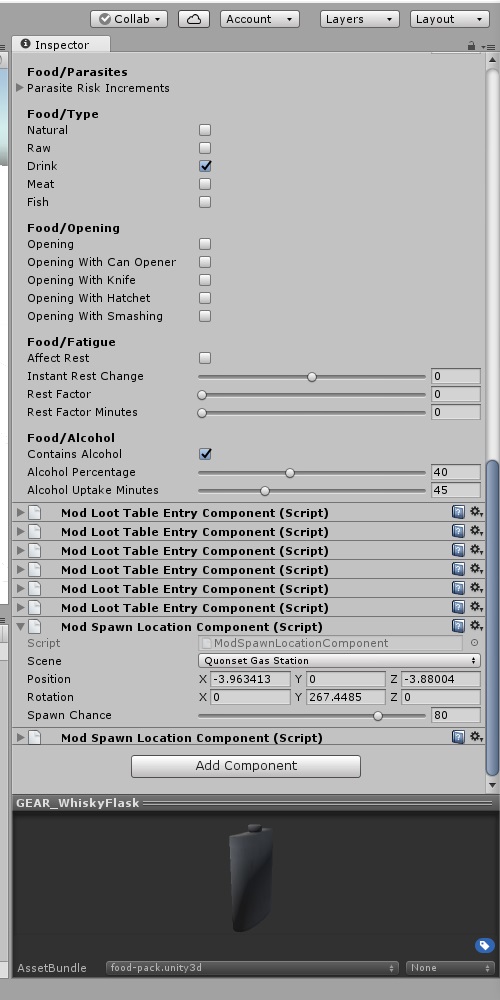 Collab Account Layers Layout
Inspector
Food/Parasites
Parasite Risk Increments
Food/Type
Natural
Raw
Drink
Meat
Fish
Food/Opening
Opening
Opening With Can Opener
Opening With Knife
Opening With Hatchet
Opening With Smashing
Food/Fatigue
Affect Rest
Instant Rest Change 0
Rest Factor 0
Rest Factor Minutes 0
Food/Alcohol
Contains Alcohol
Alcohol Percentage 40
Alcohol Uptake Minutes 45
Mod Loot Table Entry Component (Script)
Mod Loot Table Entry Component (Script)
Mod Loot Table Entry Component (Script)
Mod Loot Table Entry Component (Script)
Mod Loot Table Entry Component (Script)
Mod Loot Table Entry Component (Script)
Mod Spawn Location Component (Script)
Script ModSpawnLocationComponent
Scene Quonset Gas Station
Position X -3.963413 Y 0 Z -3.88004
Rotation X 0 Y 267.4485 Z 0
Spawn Chance 80
Mod Spawn Location Component (Script)
Add Component
GEAR_WhiskyFlask
AssetBundle food-pack.unity3d None